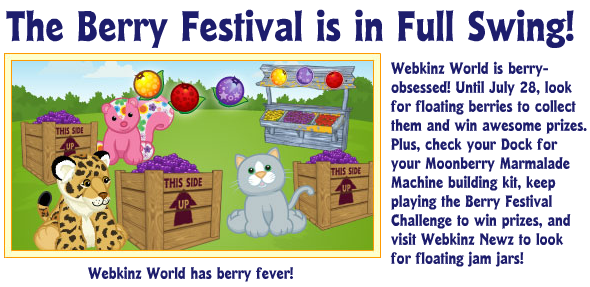 The Berry Festival is in Full Swing!
Webkinz World is berry-
obsessed! Until July 28, look
for floating berries to collect
them and win awesome prizes.
Plus, check your Dock for
your Moonberry Marmalade
Machine building kit, keep
playing the Berry Festival
Challenge to win prizes, and
visit Webkinz Newz to look
for floating jam jars!
THIS SIDE
UP
THIS SIDE
UP
THIS SIDE
UP
Webkinz World has berry fever!